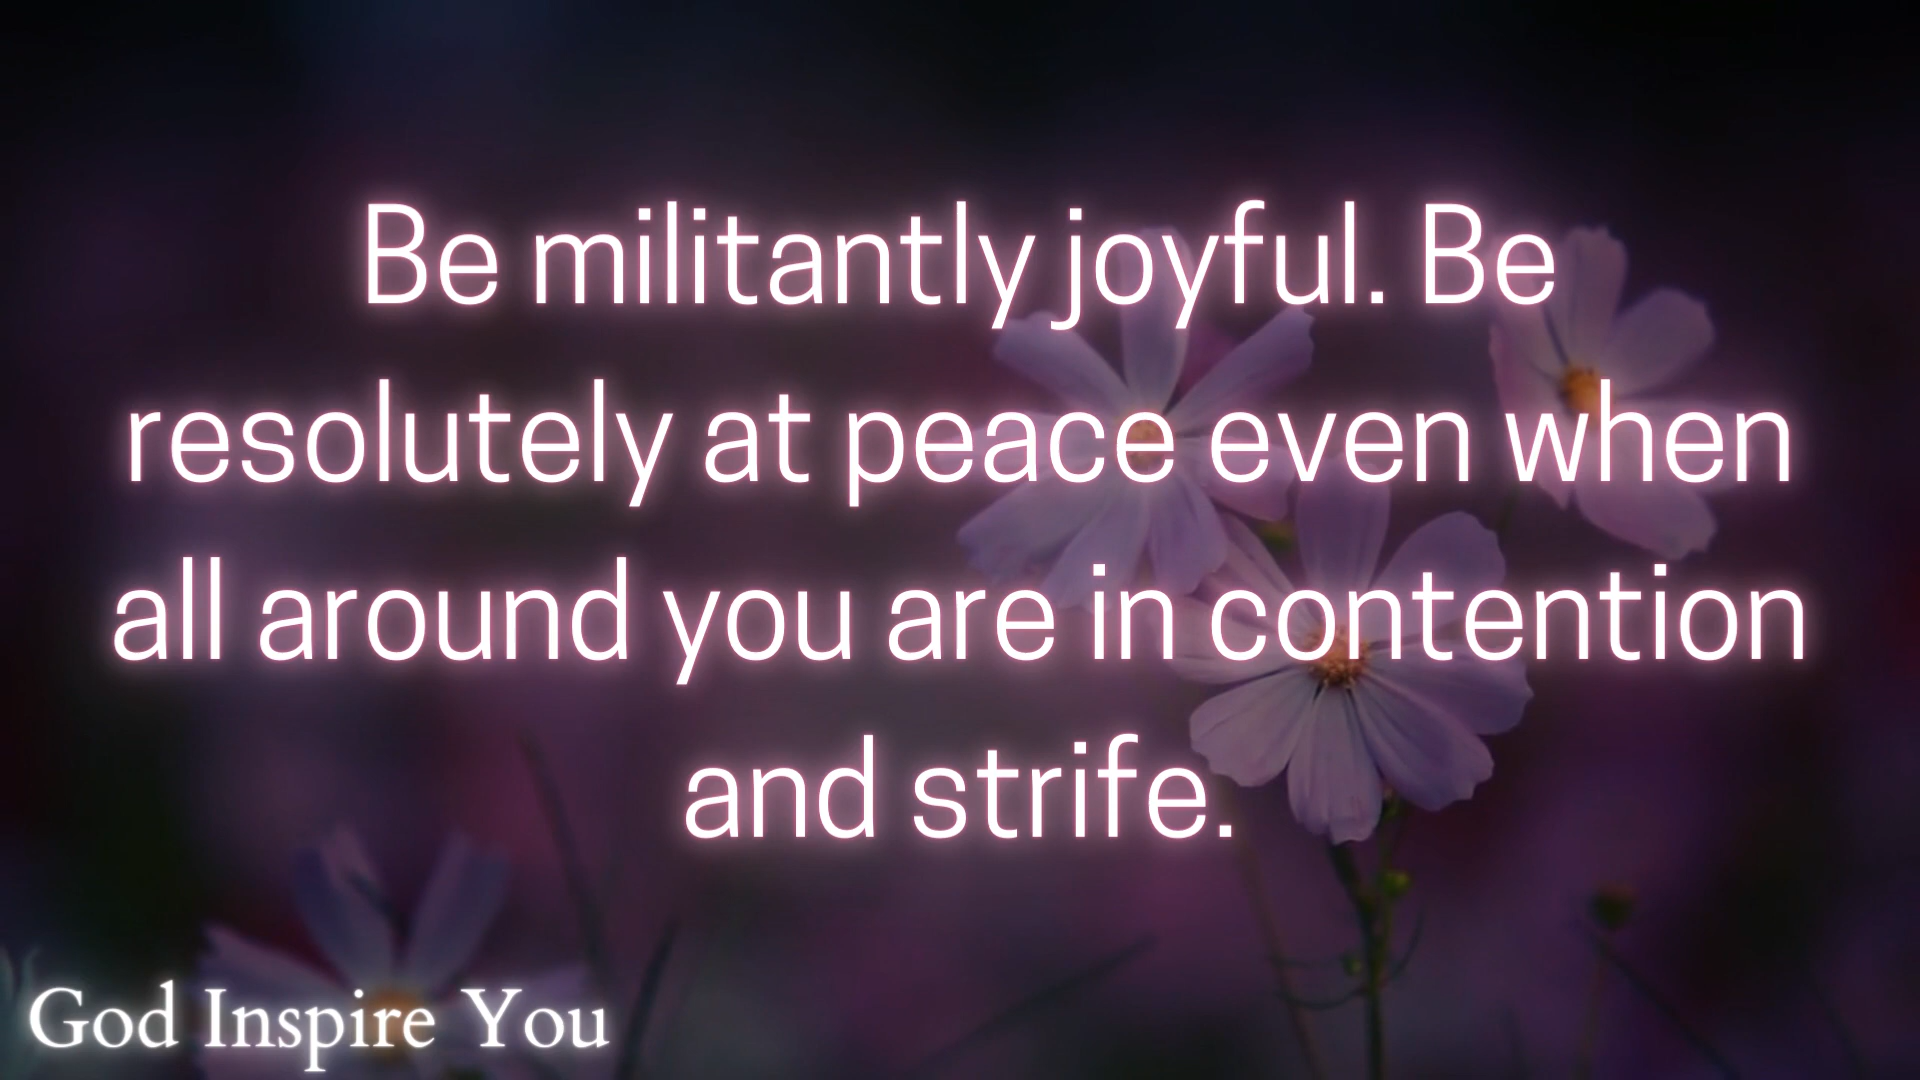 Be militantly joyful. Be
resolutely at peace even when
all around you are in contention
and strife.
God Inspire You